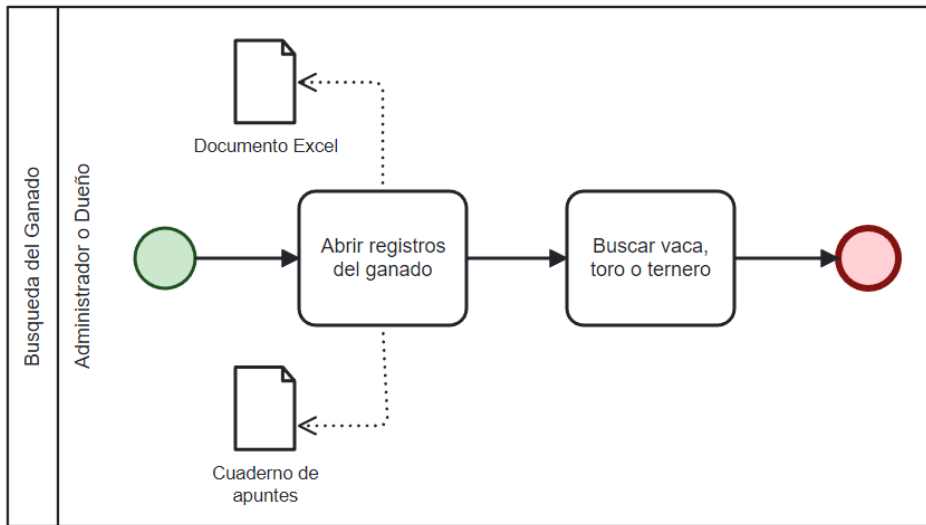 Busqueda del Ganado
Administrador o Dueño
Documento Excel
Abrir registros
del ganado
Buscar vaca,
toro o ternero
Cuaderno de
apuntes